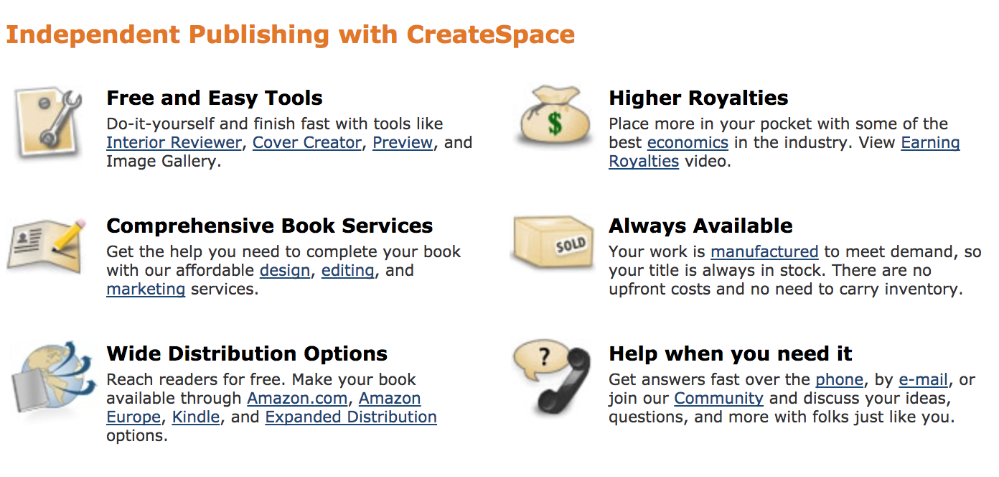 Independent Publishing with CreateSpace
Free and Easy Tools
Do-it-yourself and finish fast with tools like
Interior Reviewer, Cover Creator, Preview, and
Image Gallery.
Higher Royalties
Place more in your pocket with some of the
best economics in the industry. View Earning
Royalties video.
$
Comprehensive Book Services
Get the help you need to complete your book
with our affordable design, editing, and
marketing services.
Always Available
Your work is manufactured to meet demand, so
your title is always in stock. There are no
upfront costs and no need to carry inventory.
SOLD
Wide Distribution Options
Reach readers for free. Make your book
available through Amazon.com, Amazon
Europe, Kindle, and Expanded Distribution
options.
Help when you need it
Get answers fast over the phone, by e-mail, or
join our Community and discuss your ideas,
questions, and more with folks just like you.
?